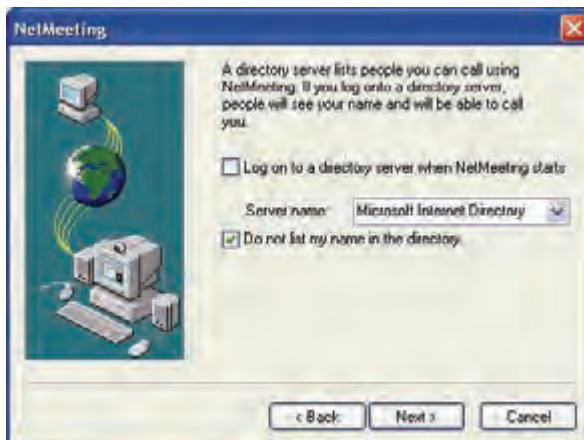 NetMeeting
A directory server lists people you can call using
NetMeeting. If you log onto a directory server,
people will see your name and will be able to call
you.
Log on to a directory server when NetMeeting starts
Server name: Microsoft Internet Directory
Do not list my name in the directory.
< Back Next > Cancel